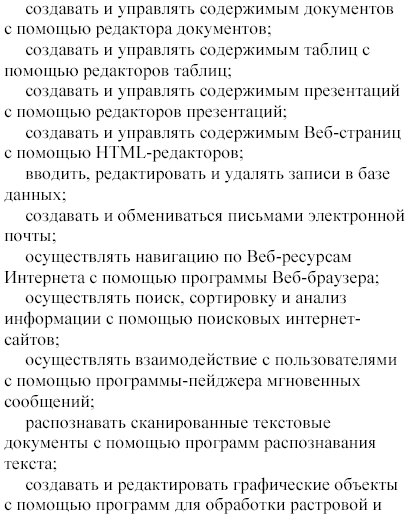 создавать и управлять содержимым документов
с помощью редактора документов;
создавать и управлять содержимым таблиц с
помощью редакторов таблиц;
создавать и управлять содержимым презентаций
с помощью редакторов презентаций;
создавать и управлять содержимым Веб-страниц
с помощью HTML-редакторов;
вводить, редактировать и удалять записи в базе
данных;
создавать и обмениваться письмами электронной
почты;
осуществлять навигацию по Веб-ресурсам
Интернета с помощью программы Веб-браузера;
осуществлять поиск, сортировку и анализ
информации с помощью поисковых интернет-
сайтов;
осуществлять взаимодействие с пользователями
с помощью программы-пейджера мгновенных
сообщений;
распознавать сканированные текстовые
документы с помощью программ распознавания
текста;
создавать и редактировать графические объекты
с помощью программ для обработки растровой и